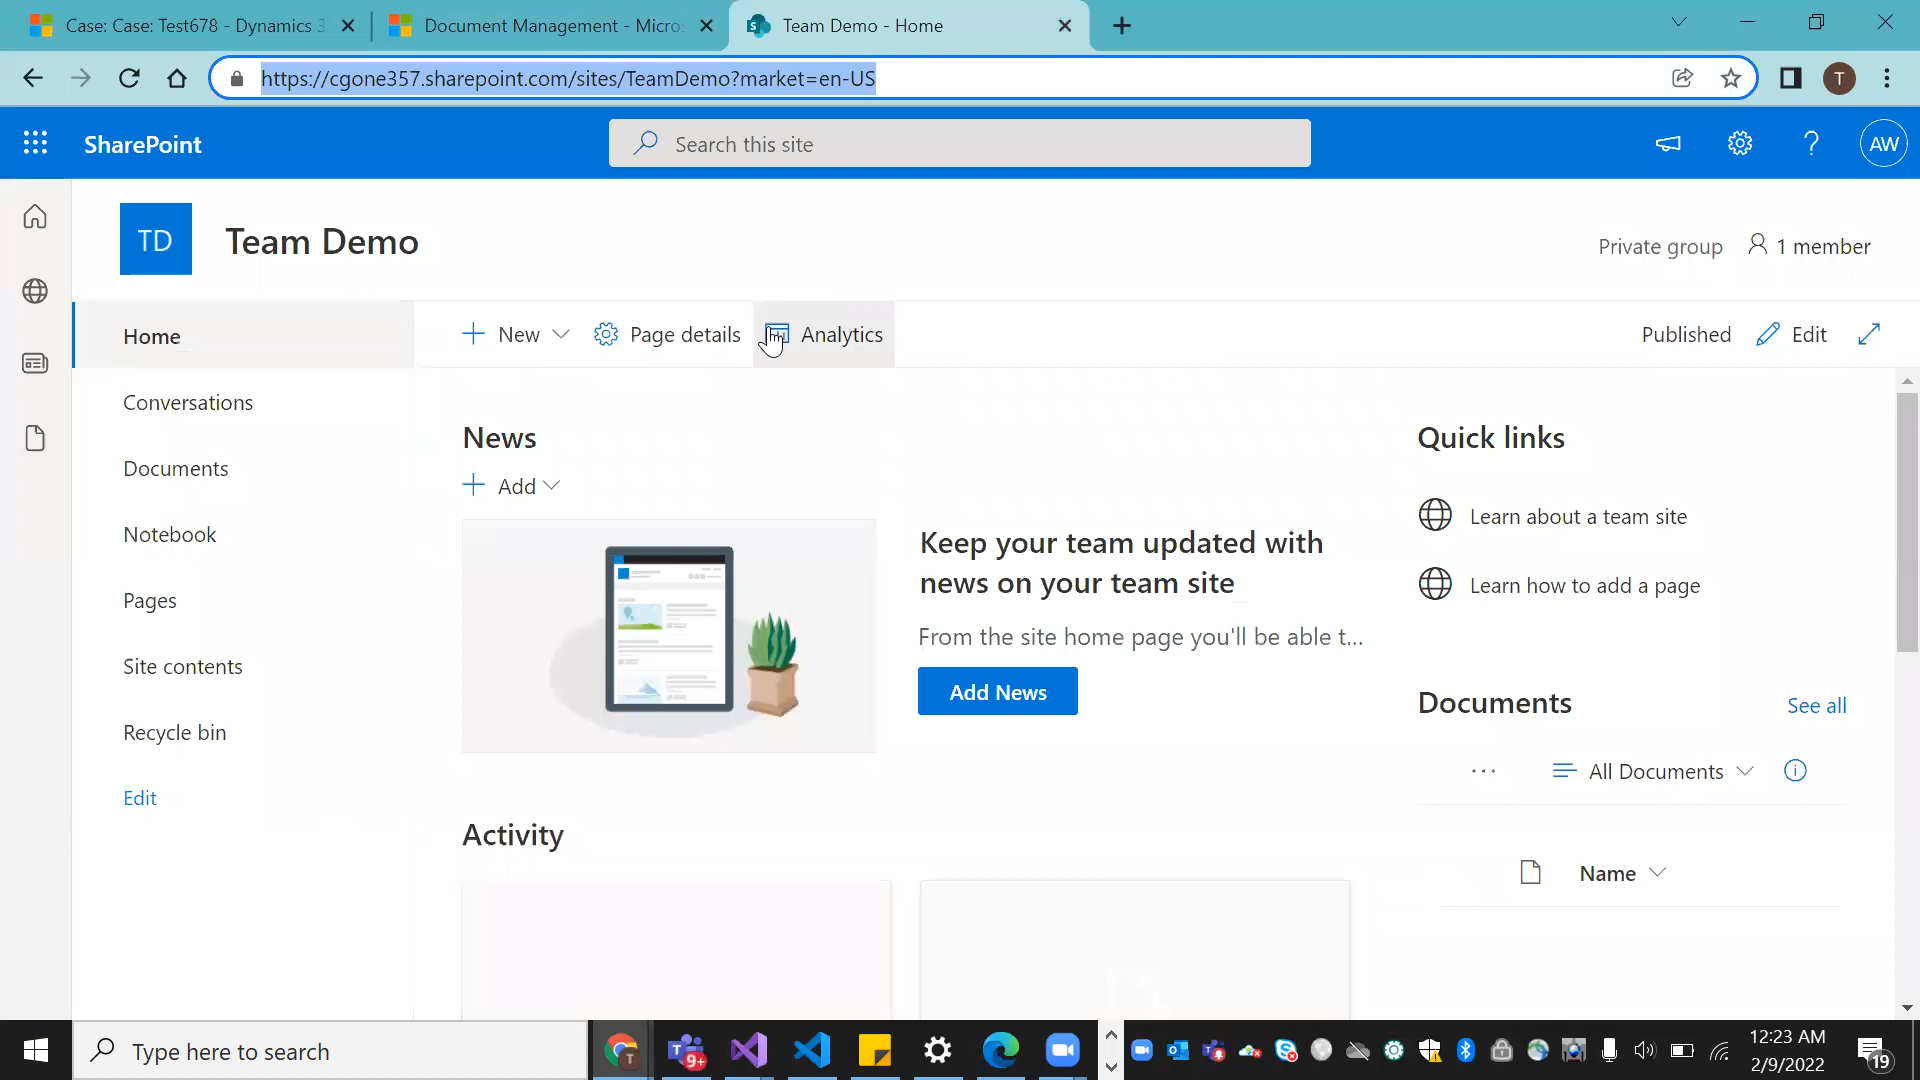 Case: Case: Test678 - Dynamics 3
Document Management - Micros
Team Demo - Home
https://cgone357.sharepoint.com/sites/TeamDemo?market=en-US
T
SharePoint
Search this site
AW
TD
Team Demo
Private group
1 member
Home
New
Page details
Analytics
Published
Edit
Conversations
Documents
Notebook
Pages
Site contents
Recycle bin
Edit
News
Add
Keep your team updated with
news on your team site
From the site home page you'll be able t...
Add News
Activity
Quick links
Learn about a team site
Learn how to add a page
Documents
See all
All Documents
Name
Type here to search
T
9+
12:23 AM
2/9/2022
19